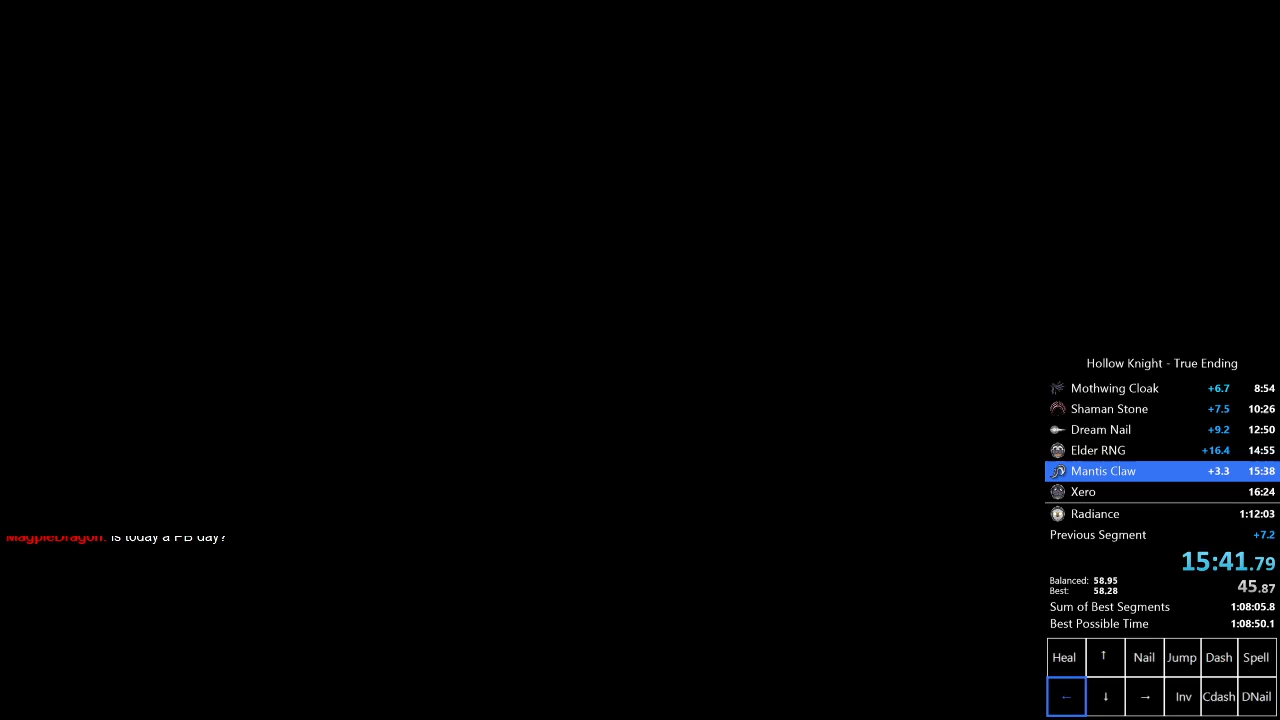 Hollow Knight - True Ending
Mothwing Cloak +6.7 8:54
Shaman Stone +7.5 10:26
Dream Nail +9.2 12:50
Elder RNG +16.4 14:55
Mantis Claw +3.3 15:38
Xero 16:24
Radiance 1:12:03
Previous Segment +7.2
MagpieDragon: is today a PB day?
15:41.79
Balanced: 58.95
Best: 58.28
45.87
Sum of Best Segments 1:08:05.8
Best Possible Time 1:08:50.1
Heal ↑ Nail Jump Dash Spell
← ↓ → Inv Cdash DNail